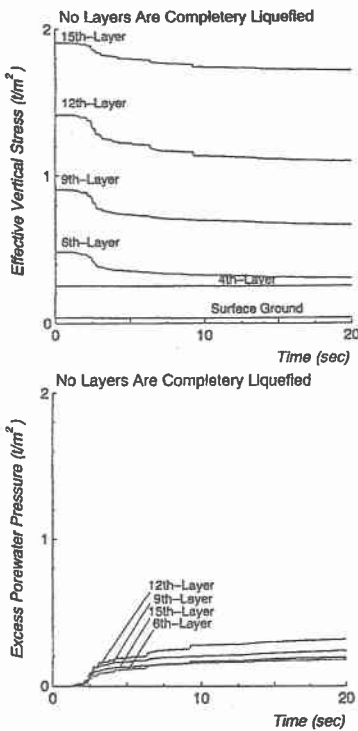 No Layers Are Completery Liquefied
2
15th-Layer
12th-Layer
1
9th-Layer
6th-Layer
4th-Layer
Surface Ground
0
0
10
20
Effective Vertical Stress (t/m²)
Time (sec)
No Layers Are Completery Liquefied
2
1
12th-Layer
9th-Layer
15th-Layer
6th-Layer
0
0
10
20
Excess Porewater Pressure (t/m²)
Time (sec)